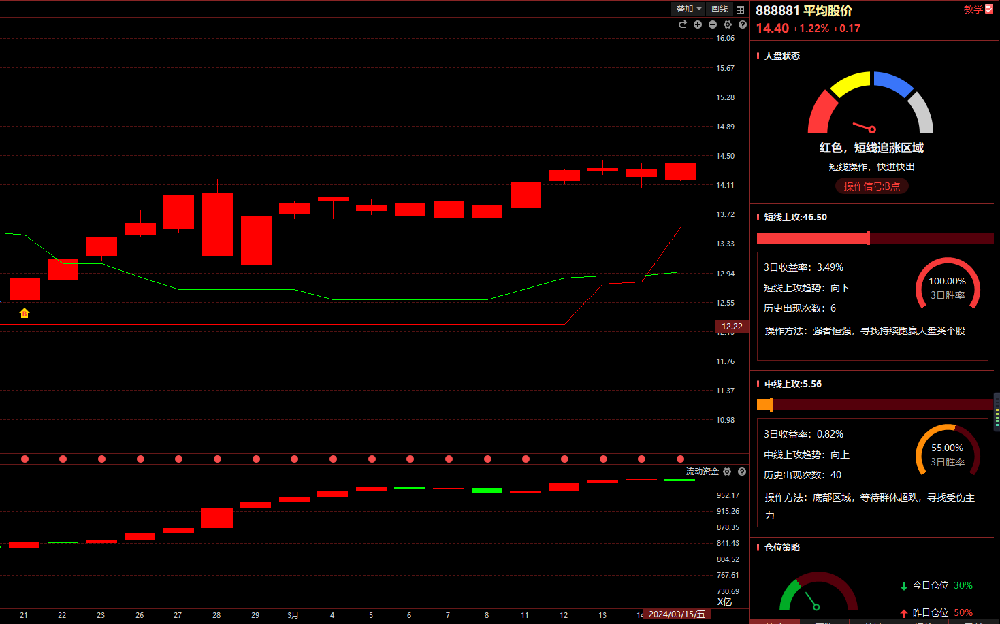 叠加 画线
16.06
15.67
15.28
14.89
14.50
14.11
13.72
13.33
12.94
12.55
12.22
11.76
11.37
10.98
B
流动资金
952.17
915.26
878.35
841.43
804.52
767.61
730.69
X亿
21 22 23 26 27 28 29 3月 4 5 6 7 8 11 12 13 14 2024/03/15/五
888881 平均股价 教学
14.40 +1.22% +0.17
大盘状态
红色，短线追涨区域
短线操作，快进快出
操作信号:B点
短线上攻:46.50
3日收益率：3.49%
短线上攻趋势：向下
历史出现次数：6
100.00%
3日胜率
操作方法：强者恒强，寻找持续跑赢大盘类个股
中线上攻:5.56
3日收益率：0.82%
中线上攻趋势：向上
历史出现次数：40
55.00%
3日胜率
操作方法：底部区域，等待群体超跌，寻找受伤主
力
仓位策略
今日仓位 30%
昨日仓位 50%